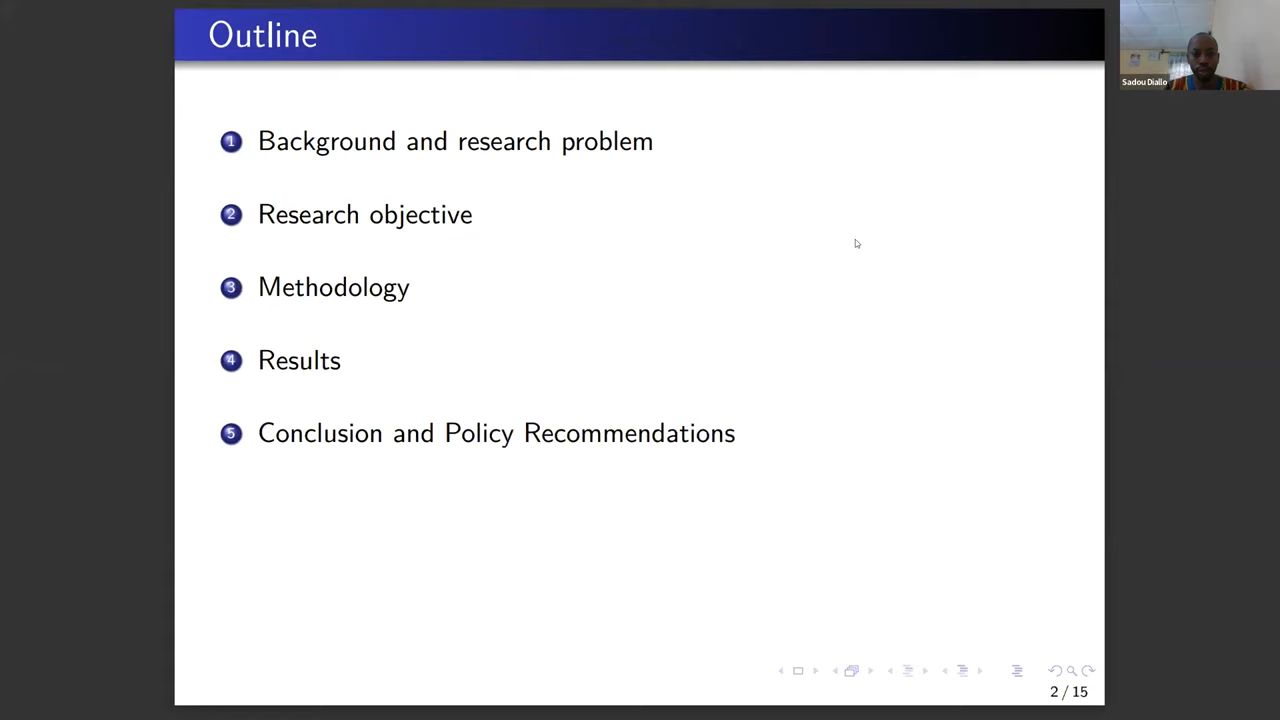 Outline
Sadou Diallo
1 Background and research problem
2 Research objective
3 Methodology
4 Results
5 Conclusion and Policy Recommendations
2 / 15